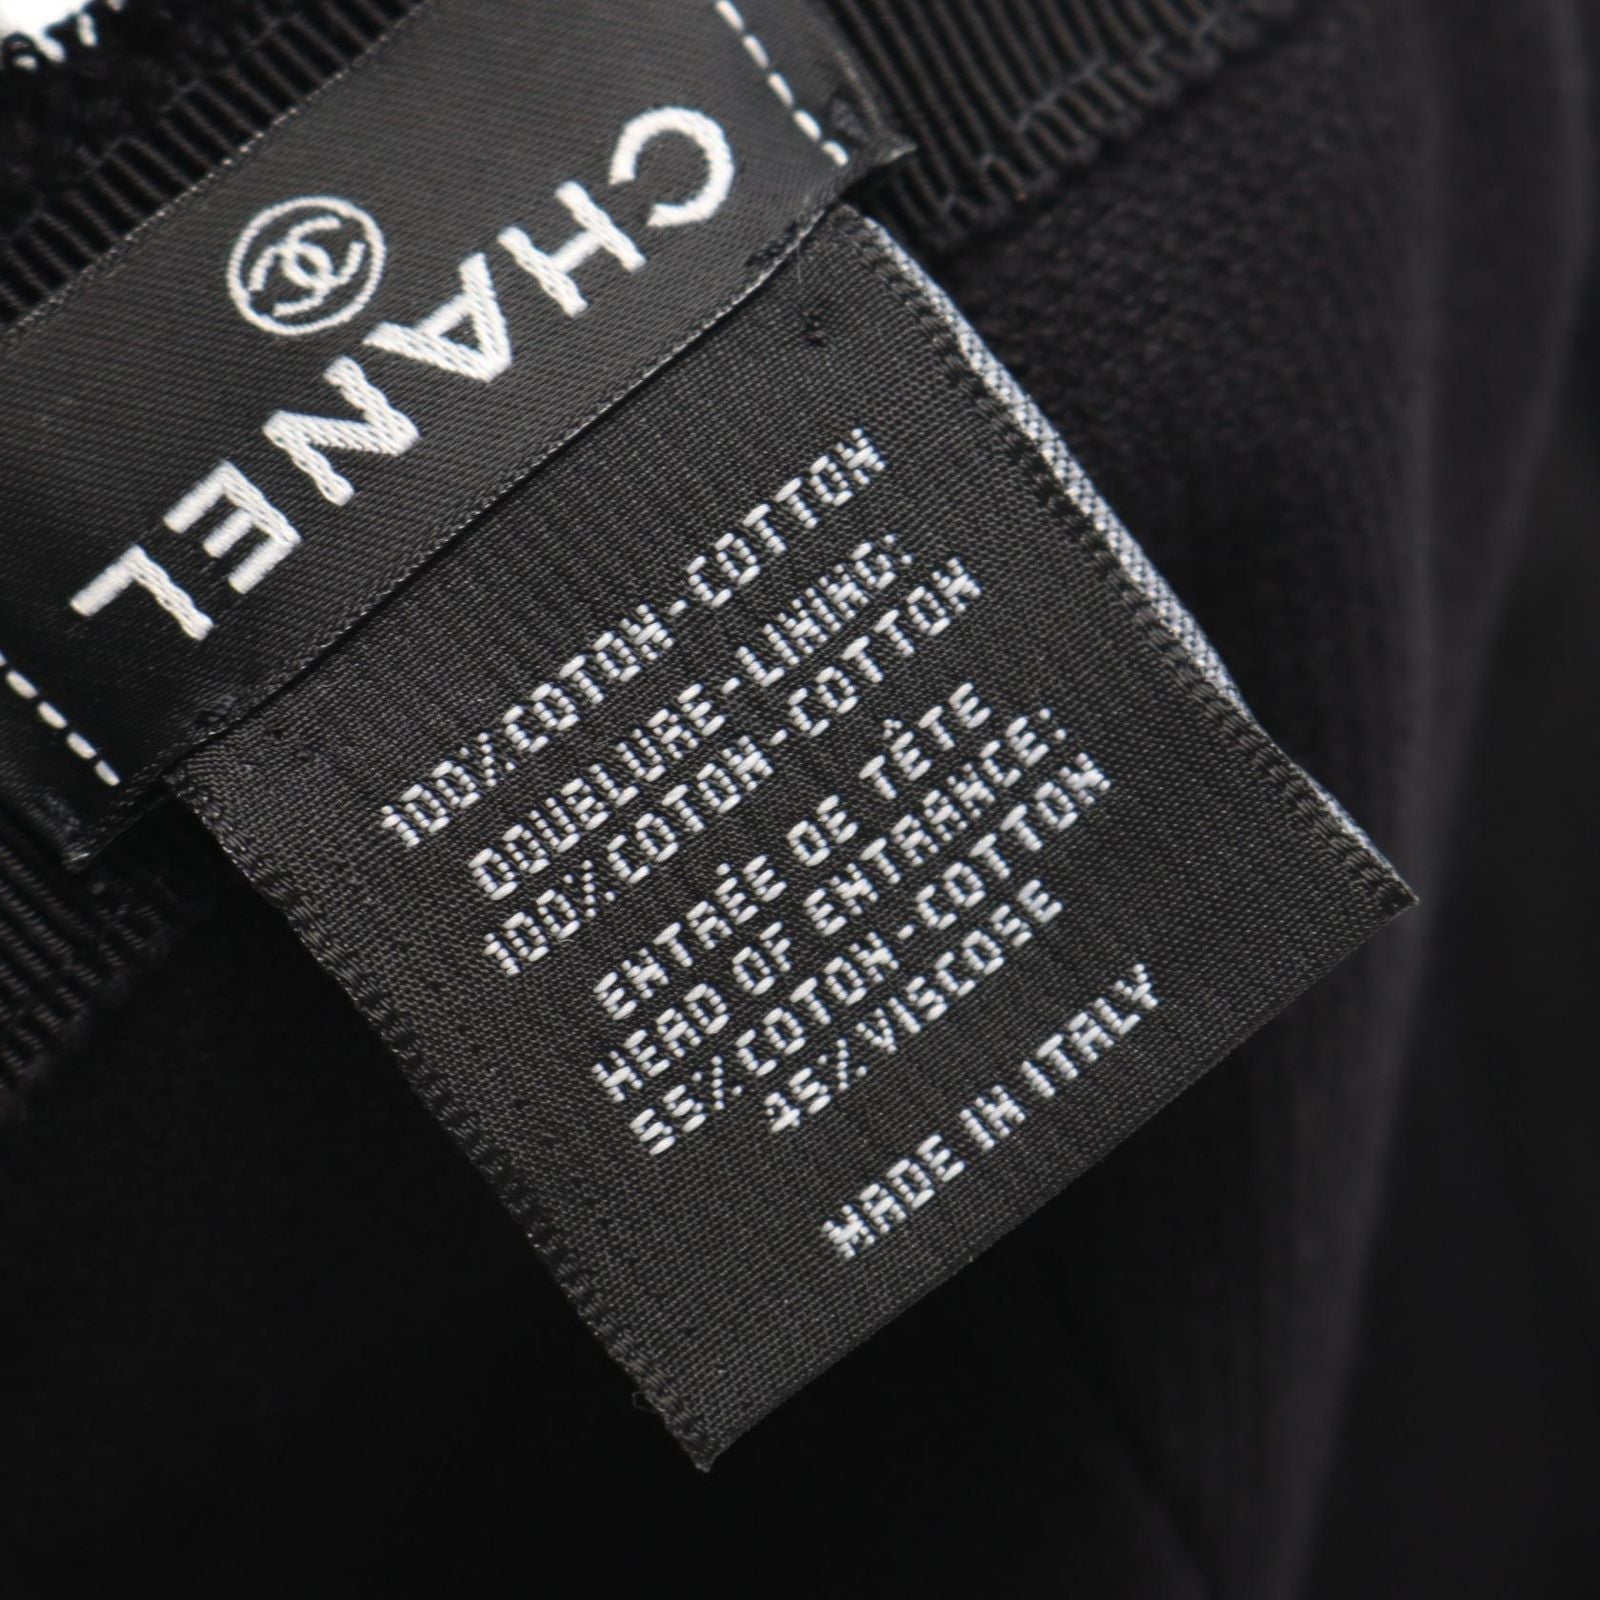 CHANEL
100%COTON-COTTON
DOUBLURE-LINING:
100%COTON-COTTON
ENTRÉE DE TÊTE
HEAD OF ENTRANCE:
55%COTON-COTTON
45%VISCOSE
MADE IN ITALY